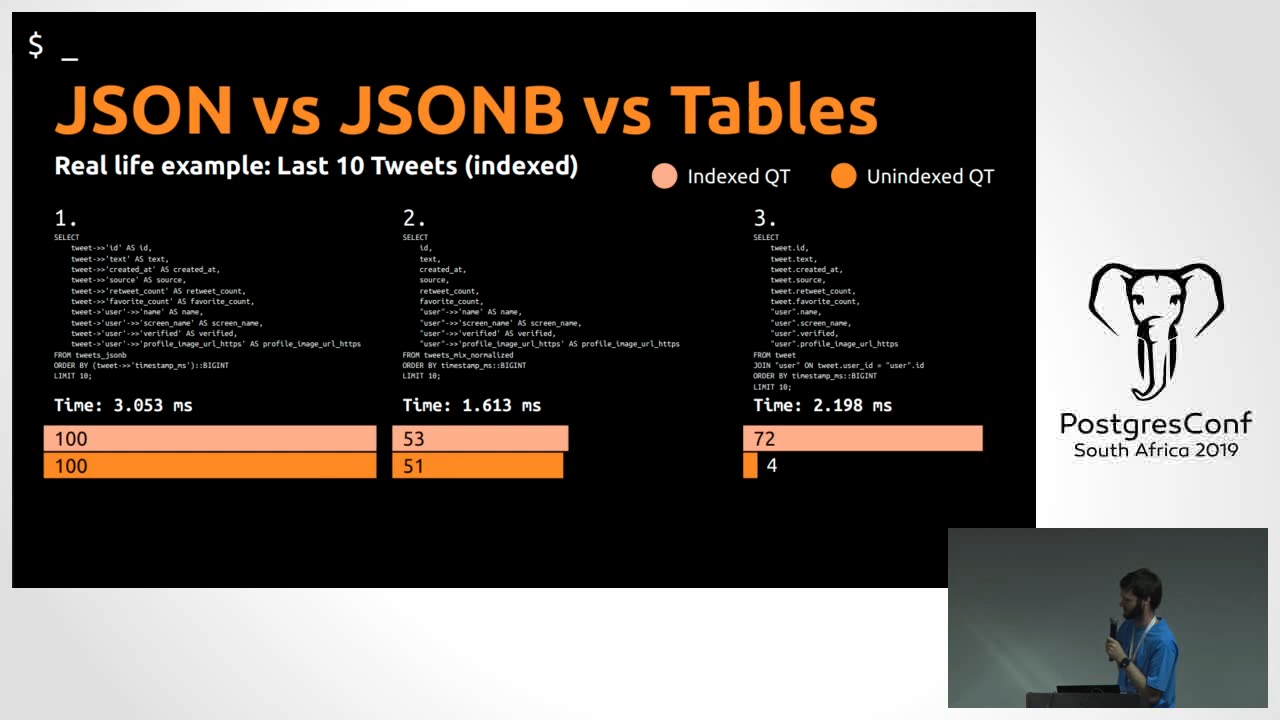 $ _
JSON vs JSONB vs Tables
Real life example: Last 10 Tweets (indexed)
Indexed QT
Unindexed QT
1.
SELECT
tweet->>'id' AS id,
tweet->>'text' AS text,
tweet->>'created_at' AS created_at,
tweet->>'source' AS source,
tweet->>'retweet_count' AS retweet_count,
tweet->>'favorite_count' AS favorite_count,
tweet->'user'->>'name' AS name,
tweet->'user'->>'screen_name' AS screen_name,
tweet->'user'->>'verified' AS verified,
tweet->'user'->>'profile_image_url_https' AS profile_image_url_https
FROM tweets_jsonb
ORDER BY (tweet->>'timestamp_ms')::BIGINT
LIMIT 10;
Time: 3.053 ms
100
100
2.
SELECT
id,
text,
created_at,
source,
retweet_count,
favorite_count,
"user"->>'name' AS name,
"user"->>'screen_name' AS screen_name,
"user"->>'verified' AS verified,
"user"->>'profile_image_url_https' AS profile_image_url_https
FROM tweets_mix_normalized
ORDER BY timestamp_ms::BIGINT
LIMIT 10;
Time: 1.613 ms
53
51
3.
SELECT
tweet.id,
tweet.text,
tweet.created_at,
tweet.source,
tweet.retweet_count,
tweet.favorite_count,
"user".name,
"user".screen_name,
"user".verified,
"user".profile_image_url_https
FROM tweet
JOIN "user" ON tweet.user_id = "user".id
ORDER BY timestamp_ms::BIGINT
LIMIT 10;
Time: 2.198 ms
72
4
PostgresConf
South Africa 2019